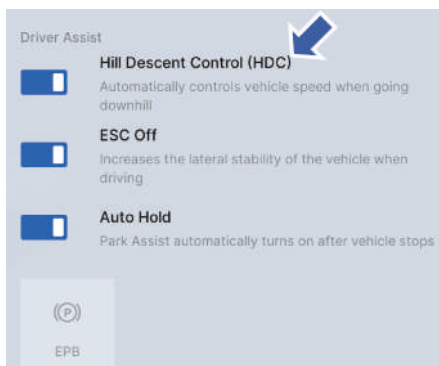 Driver Assist
Hill Descent Control (HDC)
Automatically controls vehicle speed when going
downhill
ESC Off
Increases the lateral stability of the vehicle when
driving
Auto Hold
Park Assist automatically turns on after vehicle stops
(P)
EPB